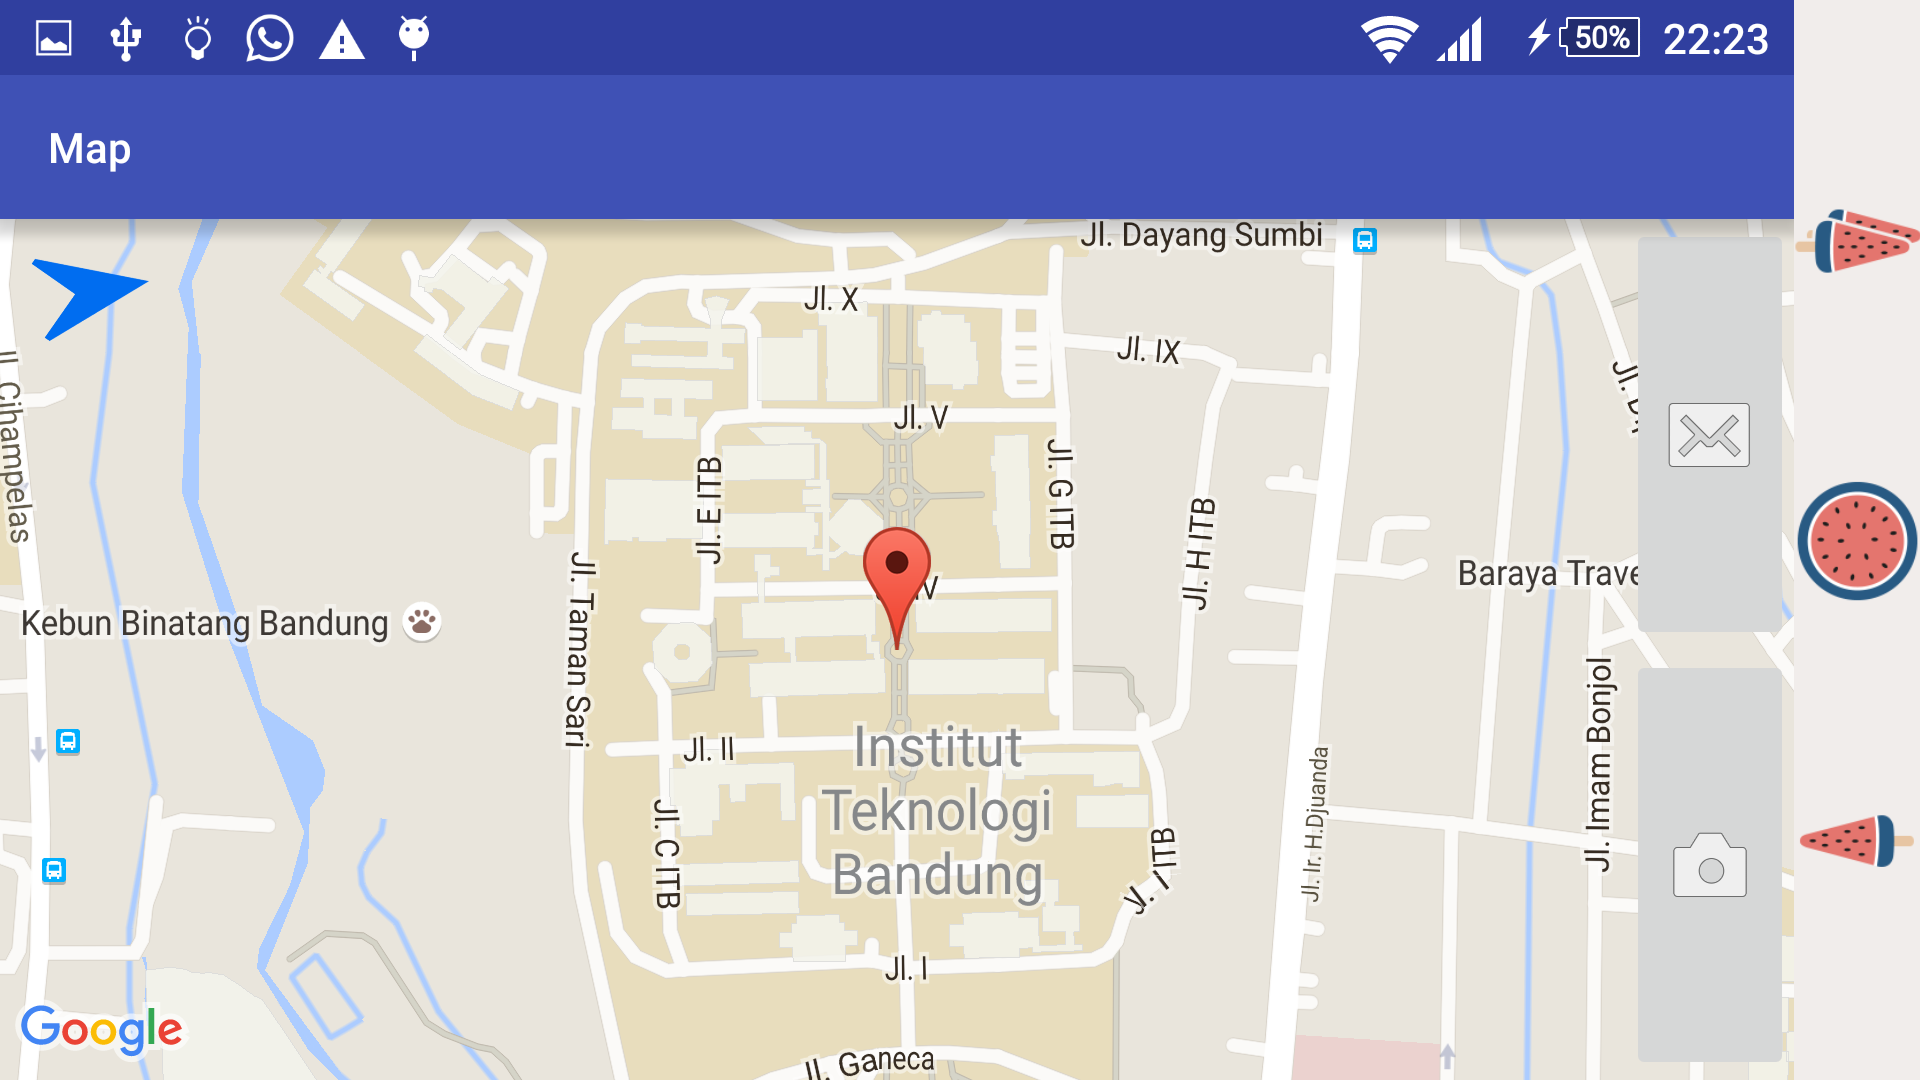 50% 22:23
Map
Jl. Dayang Sumbi
Jl. X
Jl. IX
Jl. Cihampelas
Jl. V
Jl. E ITB
Jl. G ITB
Jl. H ITB
Baraya Trave
Kebun Binatang Bandung
Jl. Taman Sari
Jl. II
Institut
Teknologi
Bandung
Jl. Imam Bonjol
Jl. Ir. H.Djuanda
Jl. C ITB
ITB
Jl. I
Google
Jl. Ganeca